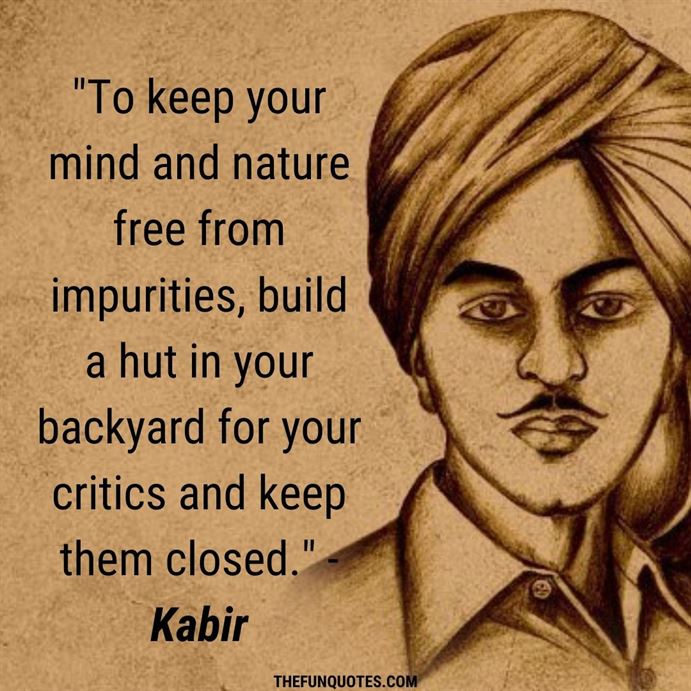 "To keep your
mind and nature
free from
impurities, build
a hut in your
backyard for your
critics and keep
them closed." -
Kabir
THEFUNQUOTES.COM